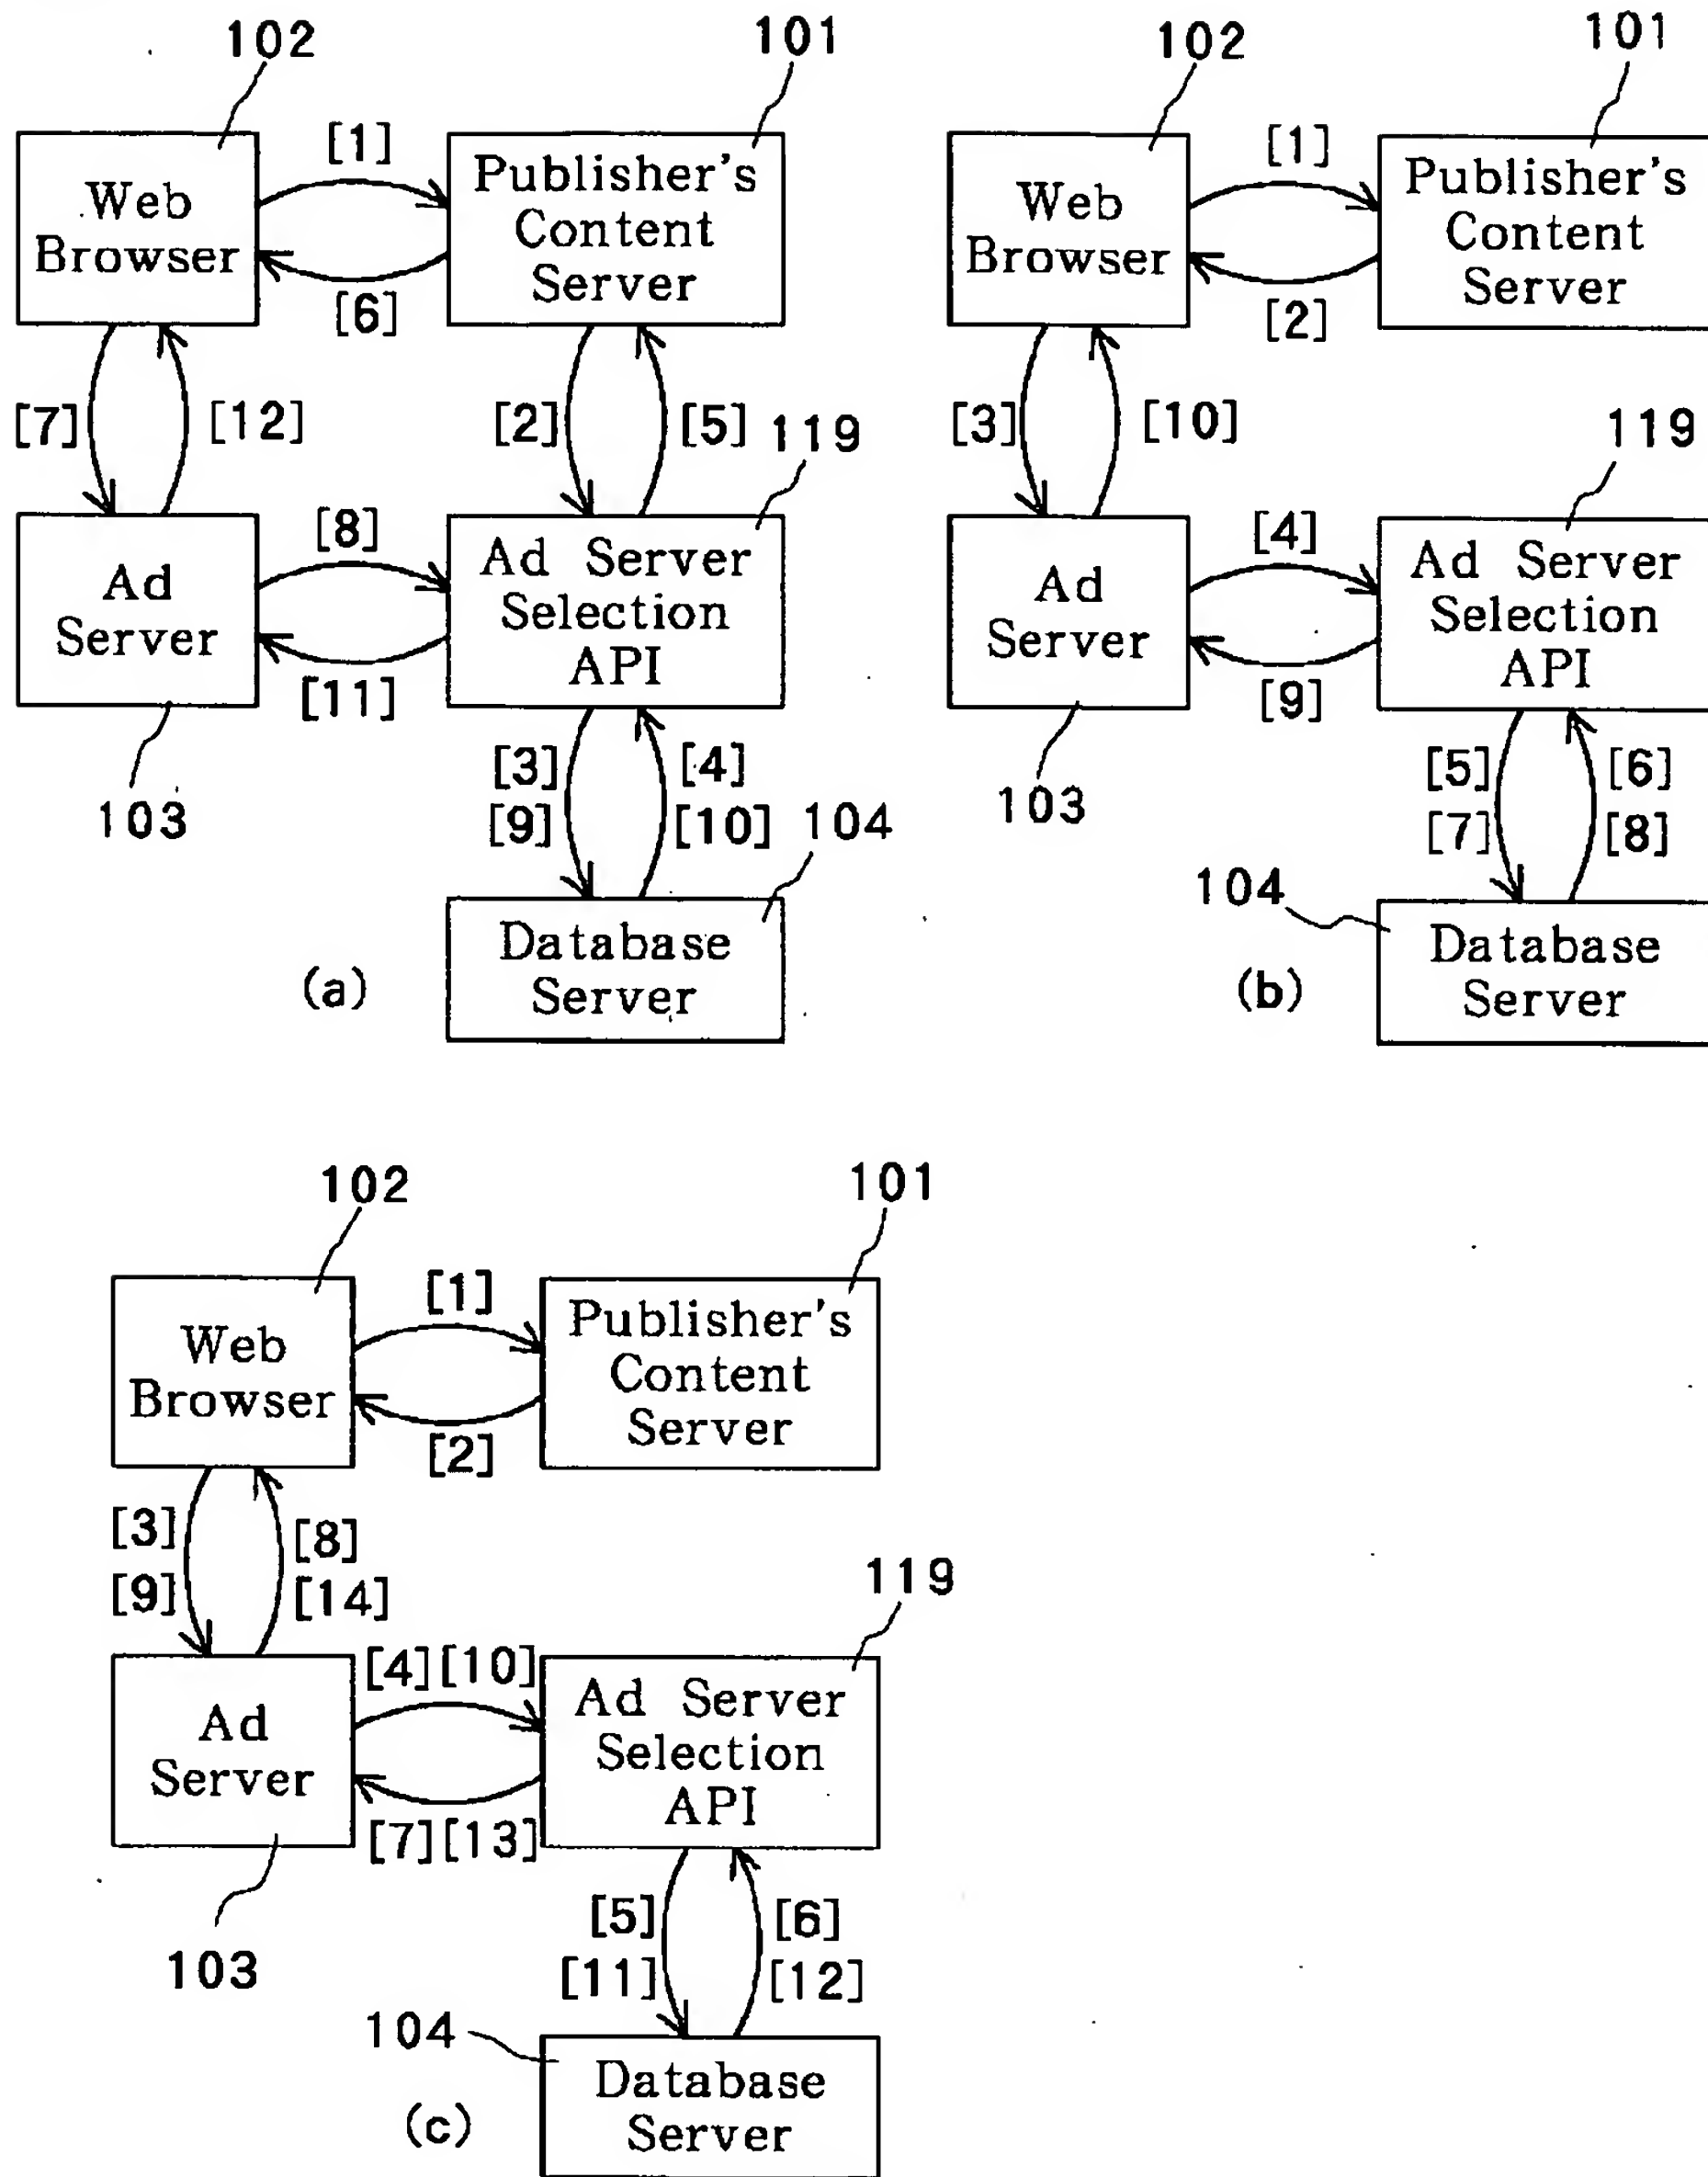 102
101
Web
Browser
[1]
[6]
Publisher's
Content
Server
[7]
[12]
[2]
[5]
119
Ad
Server
[8]
[11]
Ad Server
Selection
API
103
[3]
[9]
[4]
[10]
104
Database
Server
(a)
102
101
Web
Browser
[1]
[2]
Publisher's
Content
Server
[3]
[10]
119
Ad
Server
[4]
[9]
Ad Server
Selection
API
103
[5]
[7]
[6]
[8]
104
Database
Server
(b)
102
101
Web
Browser
[1]
[2]
Publisher's
Content
Server
[3]
[9]
[8]
[14]
119
Ad
Server
[4][10]
[7][13]
Ad Server
Selection
API
103
[5]
[11]
[6]
[12]
104
Database
Server
(c)